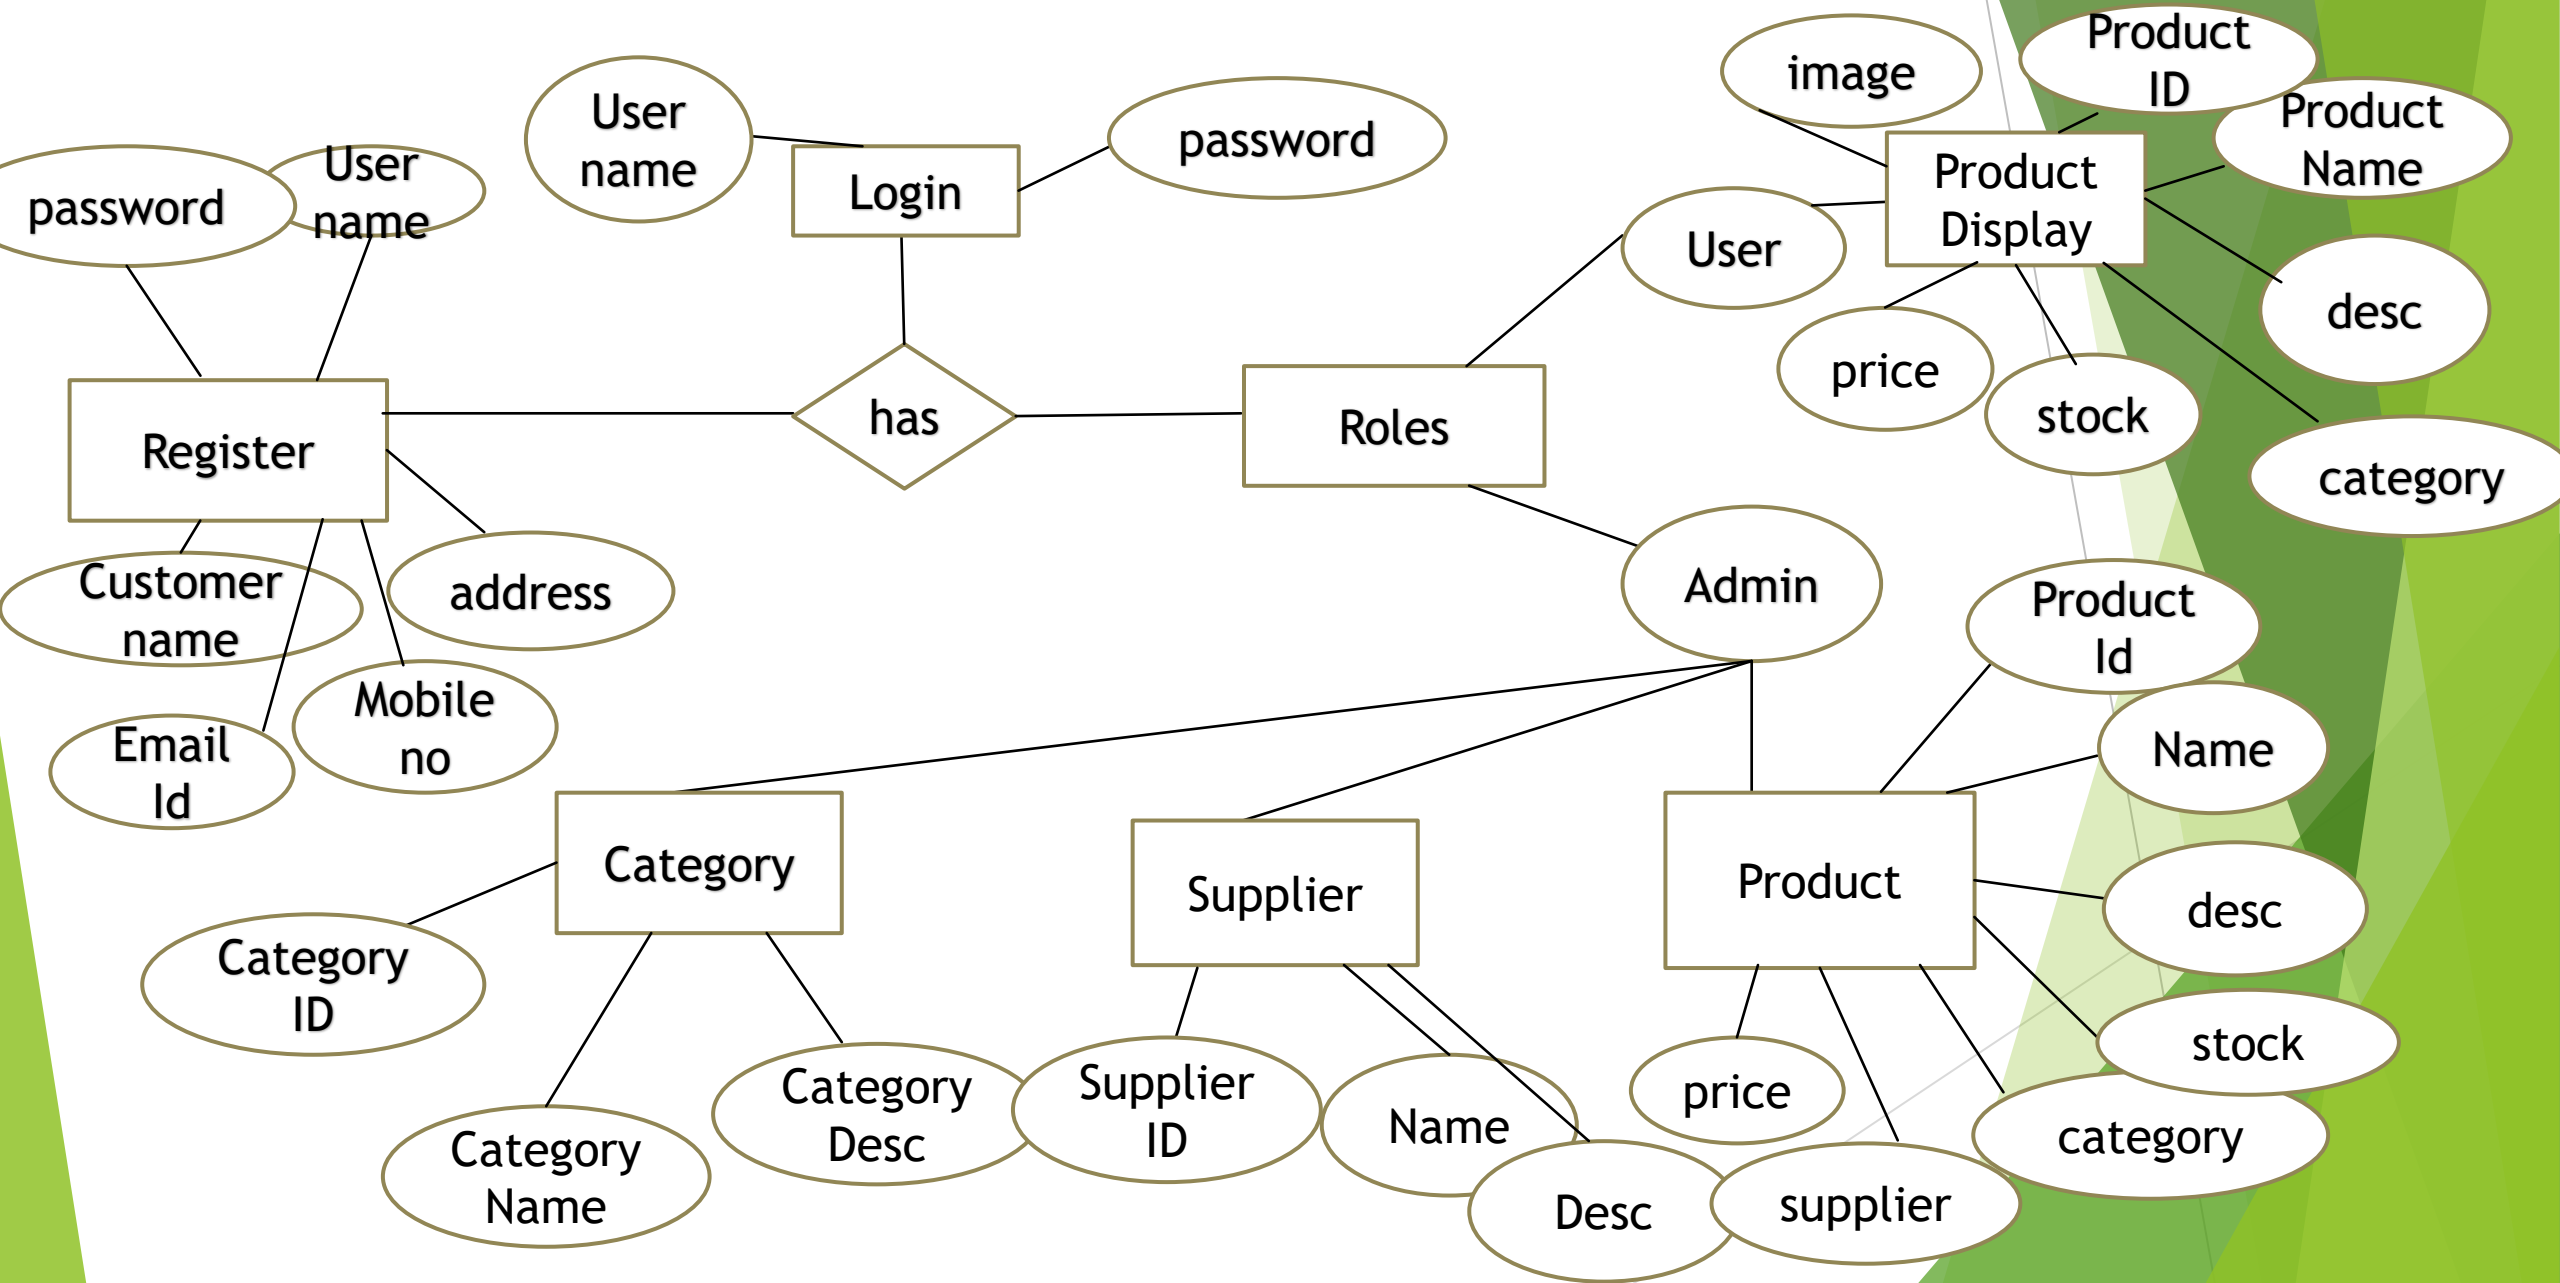 image
Product
ID
Product
Name
User
name
password
Login
User
name
password
Product
Display
User
desc
price
stock
category
has
Roles
Register
Customer
name
address
Admin
Product
Id
Mobile
no
Email
Id
Name
Category
Supplier
Product
desc
Category
ID
stock
Category
Desc
Supplier
ID
Name
price
category
Category
Name
Desc
supplier